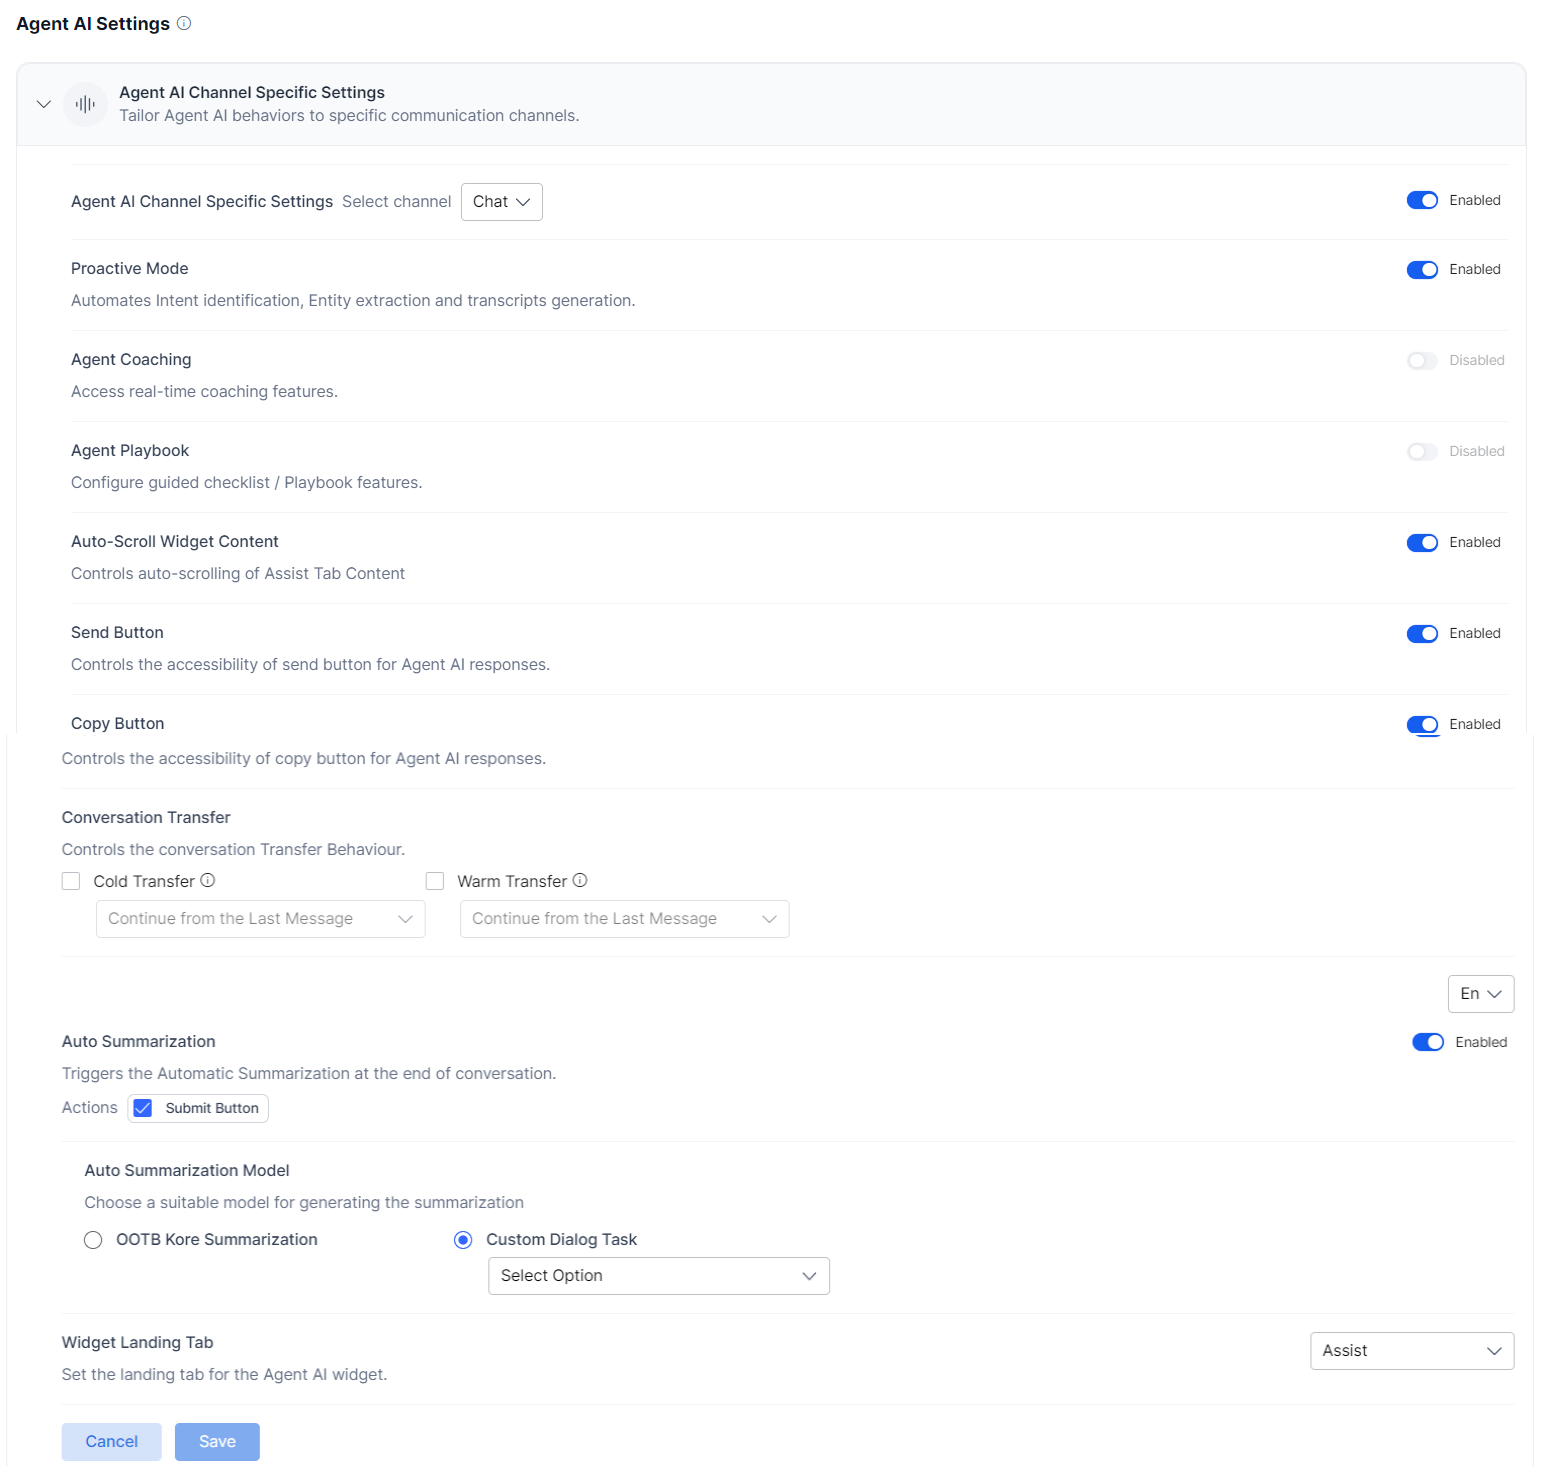 Agent AI Settings
Agent AI Channel Specific Settings
Tailor Agent AI behaviors to specific communication channels.
Agent AI Channel Specific Settings Select channel Chat Enabled
Proactive Mode Enabled
Automates Intent identification, Entity extraction and transcripts generation.
Agent Coaching Disabled
Access real-time coaching features.
Agent Playbook Disabled
Configure guided checklist / Playbook features.
Auto-Scroll Widget Content Enabled
Controls auto-scrolling of Assist Tab Content
Send Button Enabled
Controls the accessibility of send button for Agent AI responses.
Copy Button Enabled
Controls the accessibility of copy button for Agent AI responses.
Conversation Transfer
Controls the conversation Transfer Behaviour.
Cold Transfer Warm Transfer
Continue from the Last Message Continue from the Last Message
En
Auto Summarization Enabled
Triggers the Automatic Summarization at the end of conversation.
Actions Submit Button
Auto Summarization Model
Choose a suitable model for generating the summarization
OOTB Kore Summarization Custom Dialog Task
Select Option
Widget Landing Tab Assist
Set the landing tab for the Agent AI widget.
Cancel Save